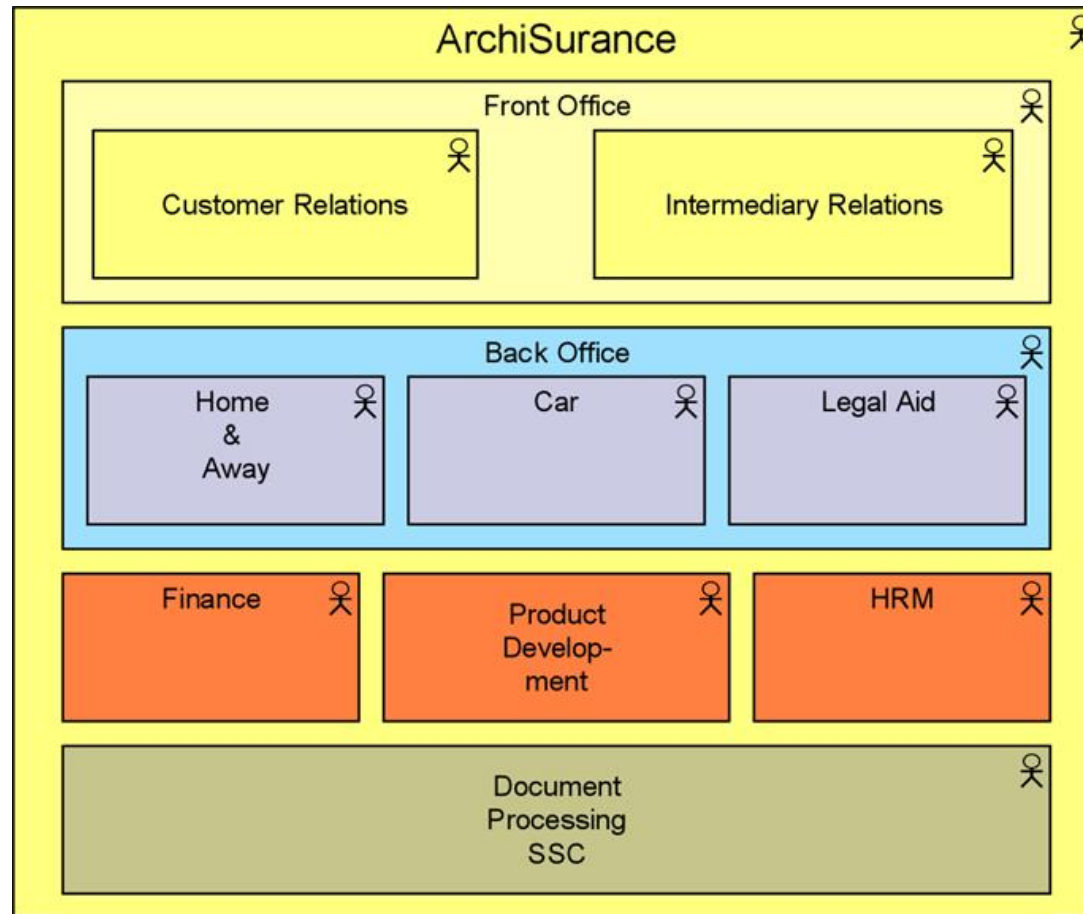 ArchiSurance
Front Office
Customer Relations
Intermediary Relations
Back Office
Home
&
Away
Car
Legal Aid
Finance
Product
Develop-
ment
HRM
Document
Processing
SSC